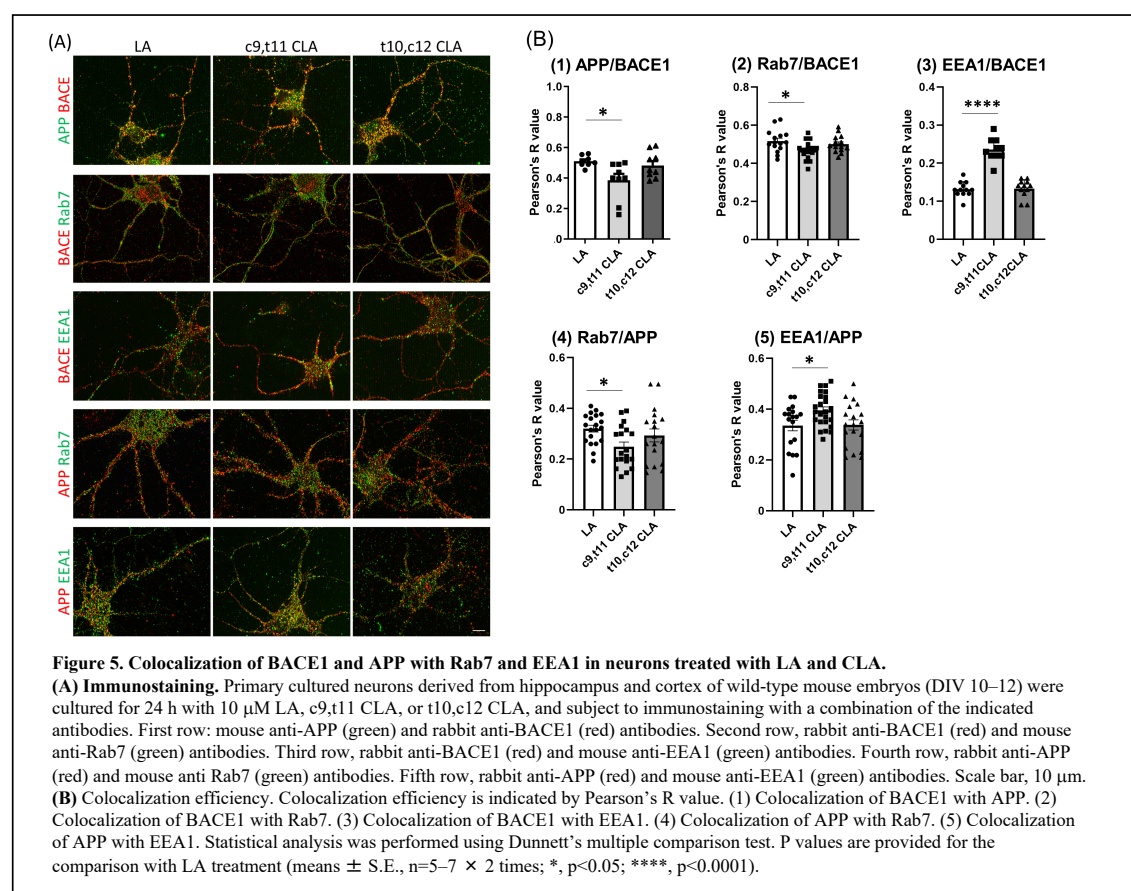 (A)
LA c9,t11 CLA t10,c12 CLA
APP BACE
BACE Rab7
BACE EEA1
APP Rab7
APP EEA1
(B)
(1) APP/BACE1
Pearson's R value
1.0
0.8
0.6
0.4
0.2
.0
*
LA
c9,t11 CLA
t10,c12 CLA
(2) Rab7/BACE1
Pearson's R value
0.8
0.6
0.4
0.2
0
*
LA
c9,t11 CLA
t10,c12 CLA
(3) EEA1/BACE1
Pearson's R value
0.4
0.3
0.2
0.1
0
****
LA
c9,t11CLA
t10,c12CLA
(4) Rab7/APP
Pearson's R value
0.6
0.4
0.2
0
*
LA
c9,t11 CLA
t10,c12 CLA
(5) EEA1/APP
Pearson's R value
0.6
0.4
0.2
0
*
LA
c9,t11 CLA
t10,c12 CLA
Figure 5. Colocalization of BACE1 and APP with Rab7 and EEA1 in neurons treated with LA and CLA.
(A) Immunostaining. Primary cultured neurons derived from hippocampus and cortex of wild-type mouse embryos (DIV 10–12) were
cultured for 24 h with 10 μM LA, c9,t11 CLA, or t10,c12 CLA, and subject to immunostaining with a combination of the indicated
antibodies. First row: mouse anti-APP (green) and rabbit anti-BACE1 (red) antibodies. Second row, rabbit anti-BACE1 (red) and mouse
anti-Rab7 (green) antibodies. Third row, rabbit anti-BACE1 (red) and mouse anti-EEA1 (green) antibodies. Fourth row, rabbit anti-APP
(red) and mouse anti Rab7 (green) antibodies. Fifth row, rabbit anti-APP (red) and mouse anti-EEA1 (green) antibodies. Scale bar, 10 μm.
(B) Colocalization efficiency. Colocalization efficiency is indicated by Pearson's R value. (1) Colocalization of BACE1 with APP. (2)
Colocalization of BACE1 with Rab7. (3) Colocalization of BACE1 with EEA1. (4) Colocalization of APP with Rab7. (5) Colocalization
of APP with EEA1. Statistical analysis was performed using Dunnett's multiple comparison test. P values are provided for the
comparison with LA treatment (means ± S.E., n=5–7 × 2 times; *, p<0.05; ****, p<0.0001).